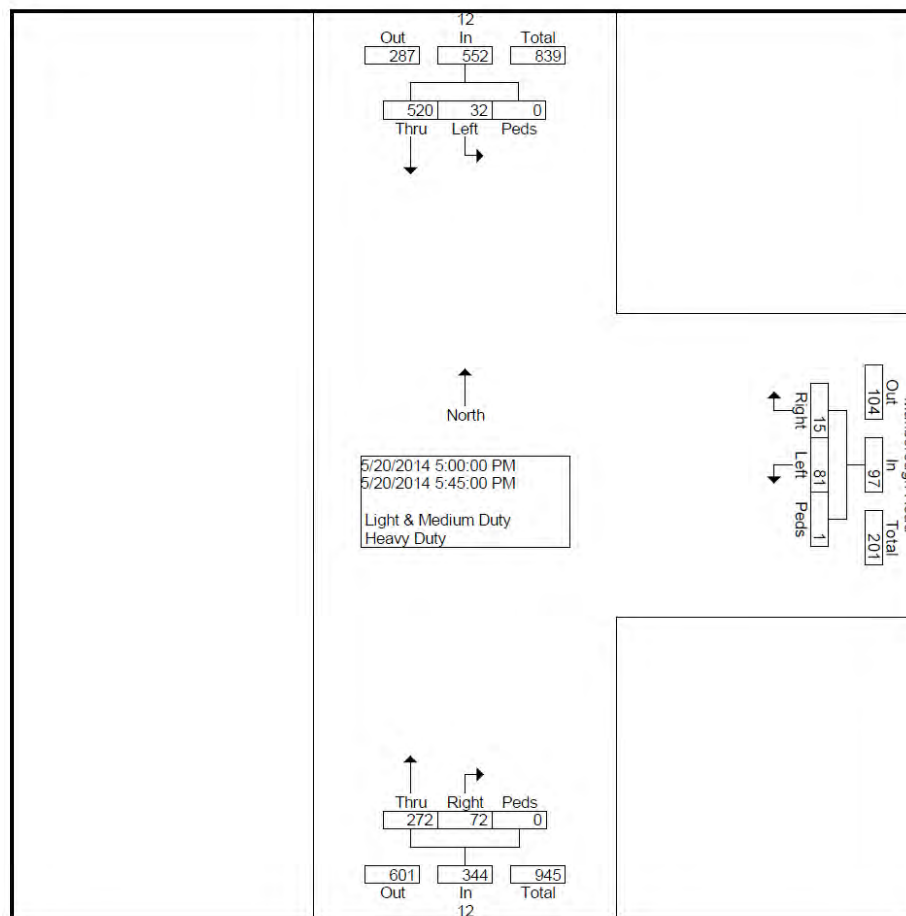 12
Out In Total
287 552 839
520 32 0
Thru Left Peds
North
5/20/2014 5:00:00 PM
5/20/2014 5:45:00 PM
Light & Medium Duty
Heavy Duty
Out In Total
104 97 201
15 81 1
Right Left Peds
Thru Right Peds
272 72 0
601 344 945
Out In Total
12